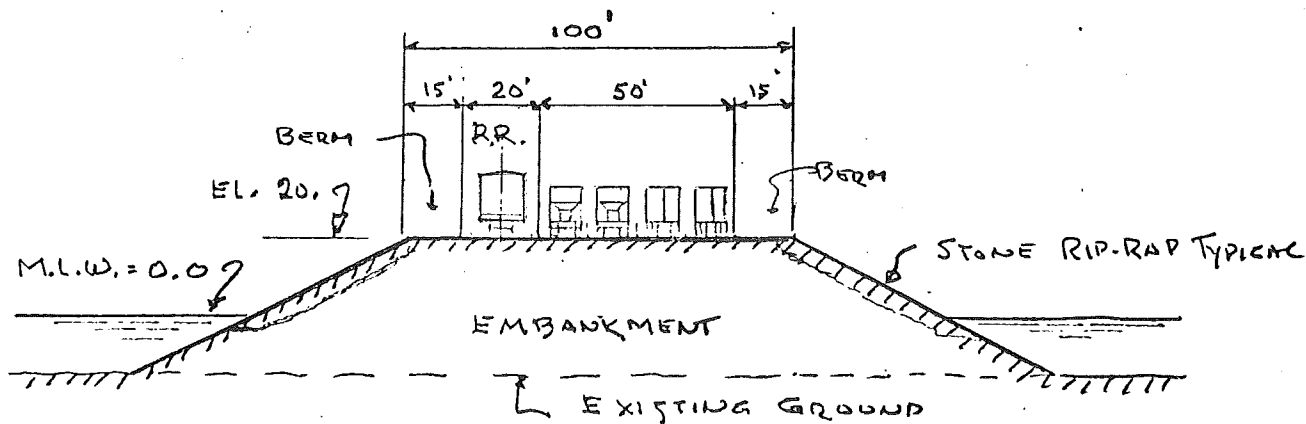 100'
15' 20' 50' 15'
BERM R.R. BERM
EL. 20.
STONE RIP-RAP TYPICAL
M.L.W. = 0.0
EMBANKMENT
EXISTING GROUND